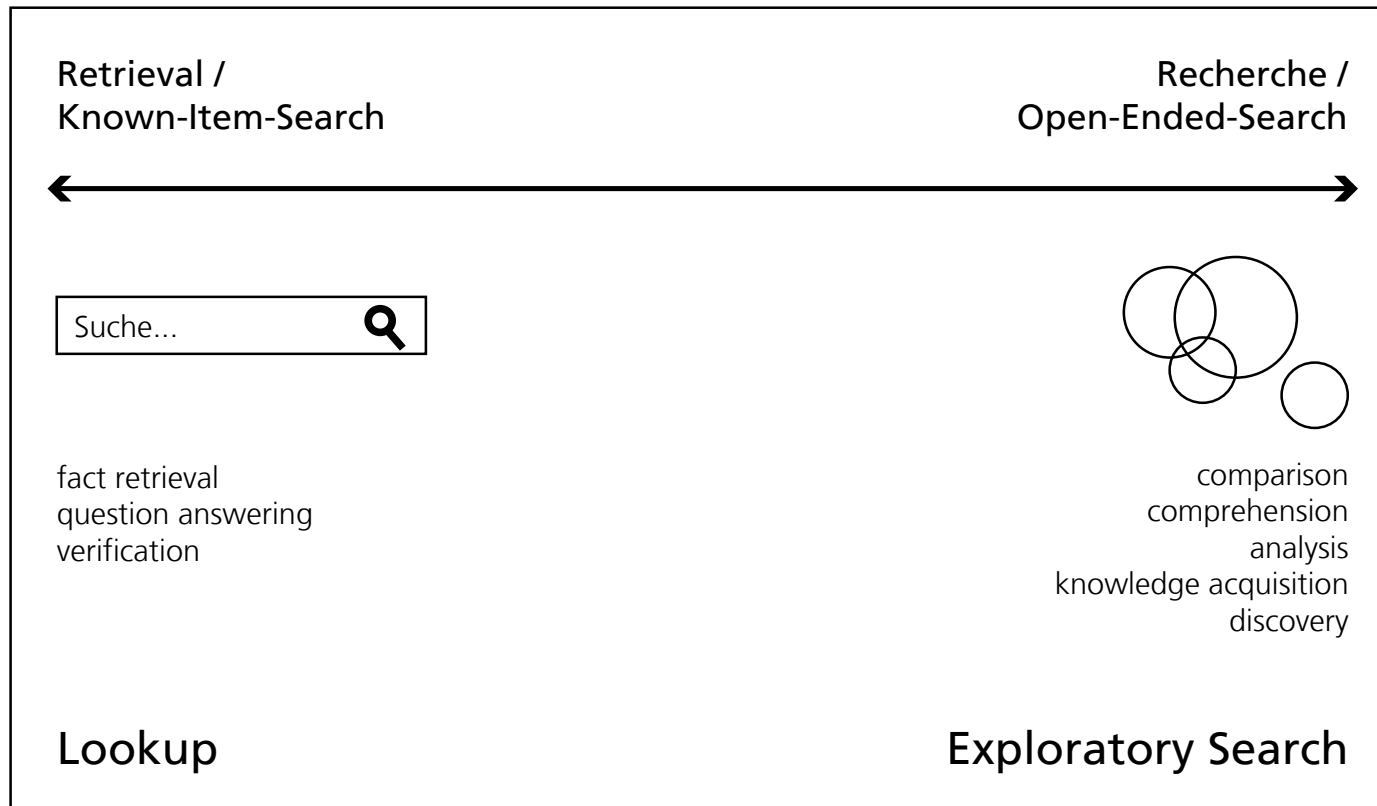 Retrieval /
Known-Item-Search
Recherche /
Open-Ended-Search
Suche...
fact retrieval
question answering
verification
comparison
comprehension
analysis
knowledge acquisition
discovery
Lookup
Exploratory Search